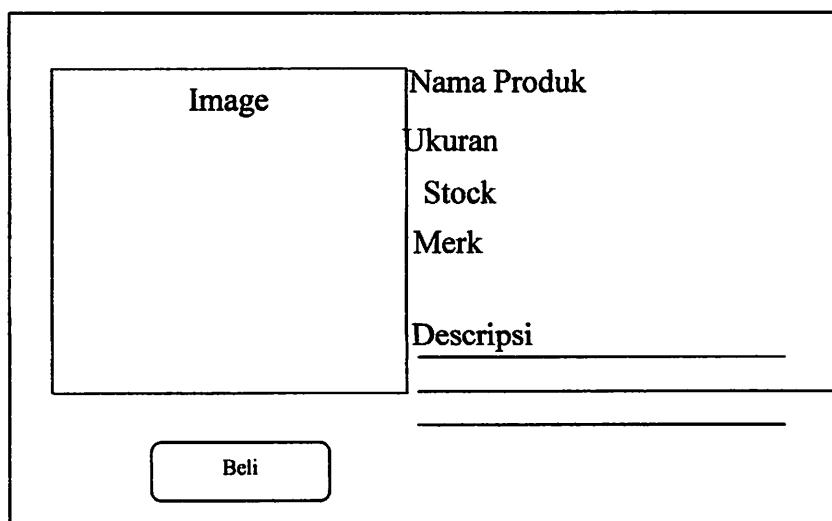 Image
Nama Produk
Ukuran
Stock
Merk
Descripsi
Beli